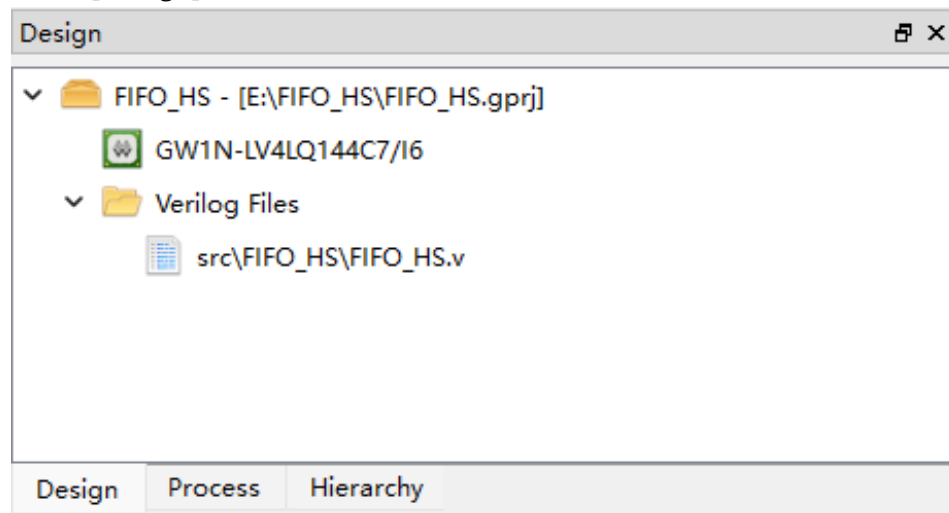 Design
FIFO_HS - [E:\FIFO_HS\FIFO_HS.gprj]
GW1N-LV4LQ144C7/I6
Verilog Files
src\FIFO_HS\FIFO_HS.v
Design Process Hierarchy